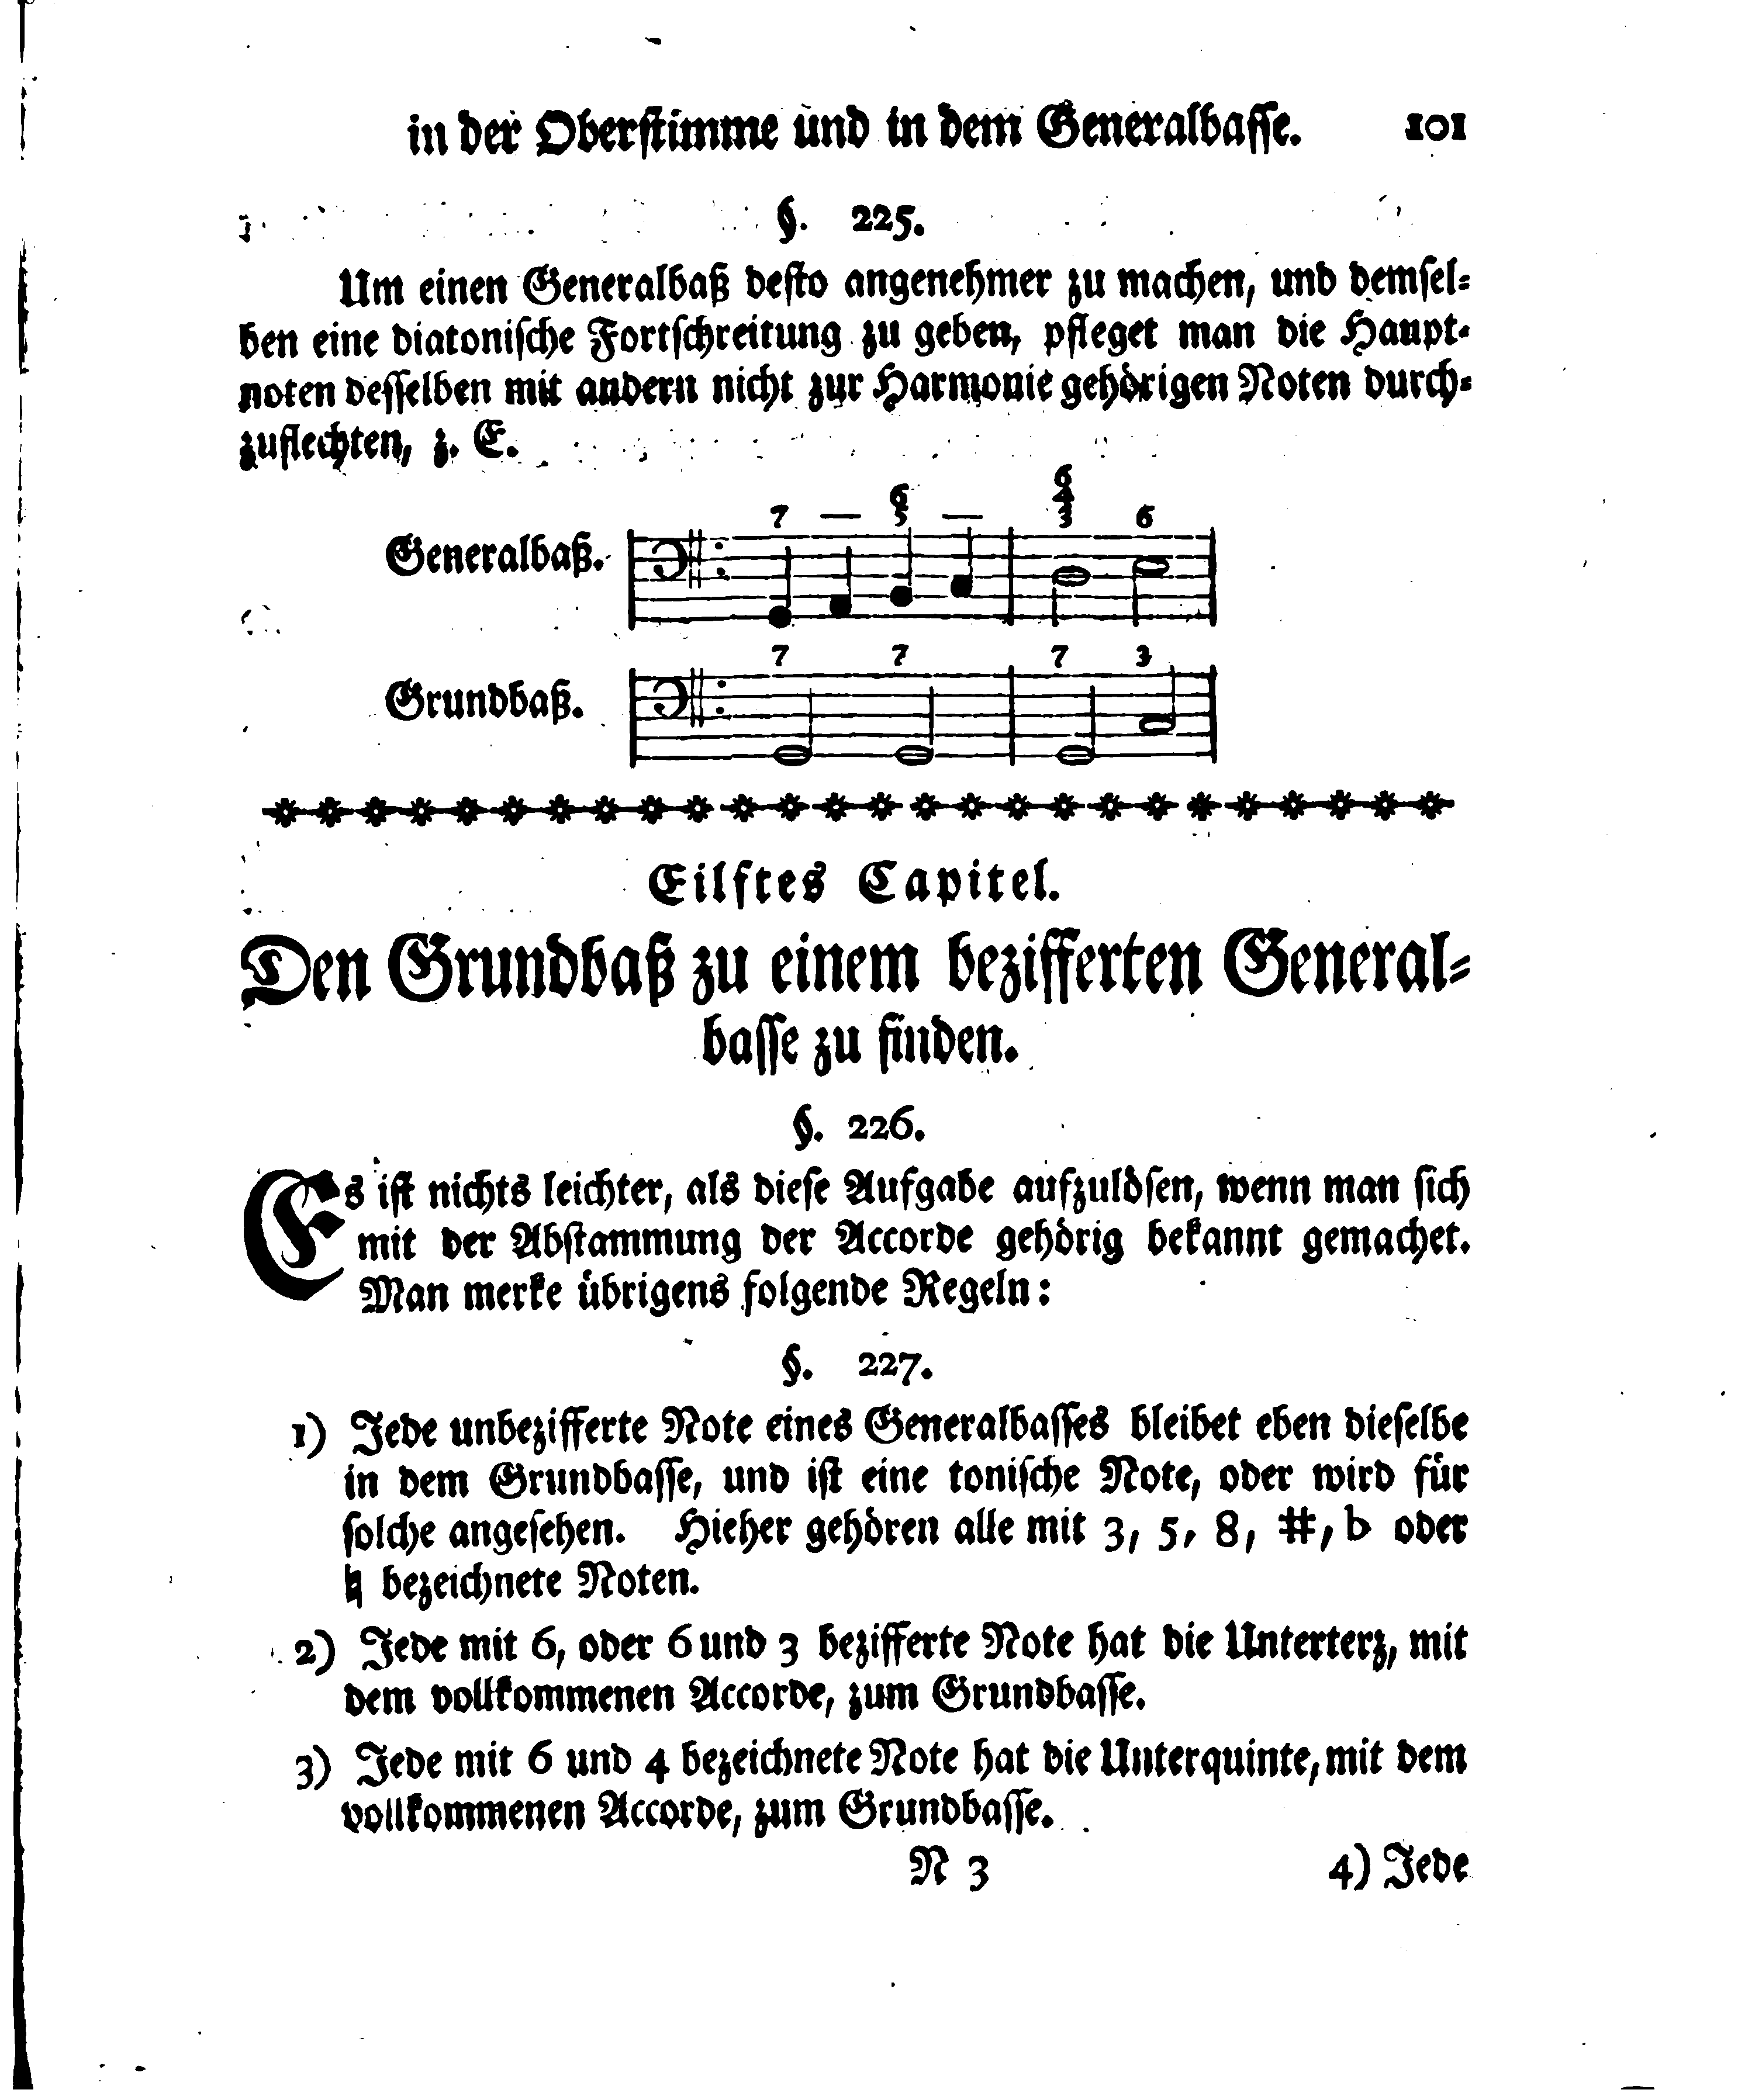 in der Oberstimme und in dem Generalbasse. 101
§. 225.
Um einen Generalbaß desto angenehmer zu machen, und demsel-
ben eine diatonische Fortschreitung zu geben, pfleget man die Haupt-
noten desselben mit andern nicht zur Harmonie gehörigen Noten durch-
zuflechten, z. E.
6
6 4
7 — 5 — 3 6
Generalbaß.
7 7 7 3
Grundbaß.
Eilftes Capitel.
Den Grundbaß zu einem bezifferten General-
basse zu finden.
§. 226.
Es ist nichts leichter, als diese Aufgabe aufzulösen, wenn man sich
mit der Abstammung der Accorde gehörig bekannt gemachet.
Man merke übrigens folgende Regeln:
§. 227.
1) Jede unbezifferte Note eines Generalbasses bleibet eben dieselbe
in dem Grundbasse, und ist eine tonische Note, oder wird für
solche angesehen. Hieher gehören alle mit 3, 5, 8, ♯, ♭ oder
♮ bezeichnete Noten.
2) Jede mit 6, oder 6 und 3 bezifferte Note hat die Unterterz, mit
dem vollkommenen Accorde, zum Grundbasse.
3) Jede mit 6 und 4 bezeichnete Note hat die Unterquinte, mit dem
vollkommenen Accorde, zum Grundbasse.
N 3 4) Jede